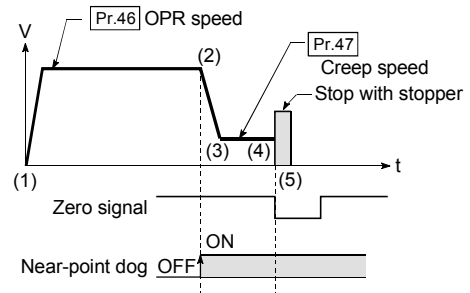 Pr.46 OPR speed
V
(2)
Pr.47
Creep speed
Stop with stopper
(3)
(4)
(1)
(5)
t
Zero signal
ON
Near-point dog OFF